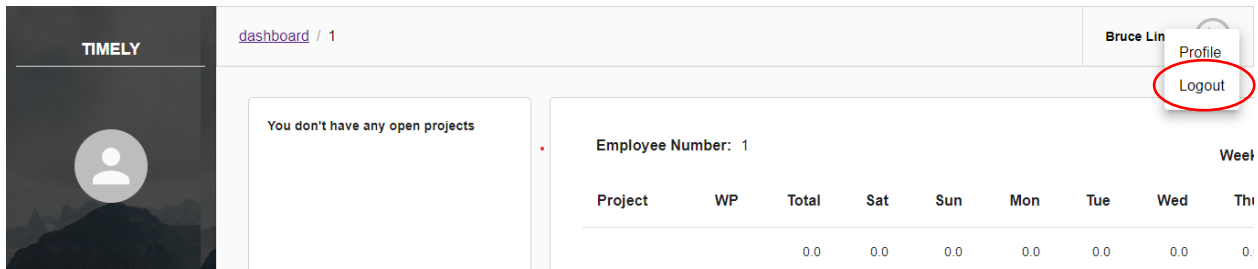 TIMELY
dashboard / 1
Bruce Lin
Profile
Logout
You don't have any open projects
Employee Number: 1
Week
Project WP Total Sat Sun Mon Tue Wed Thu
0.0 0.0 0.0 0.0 0.0 0.0 0.